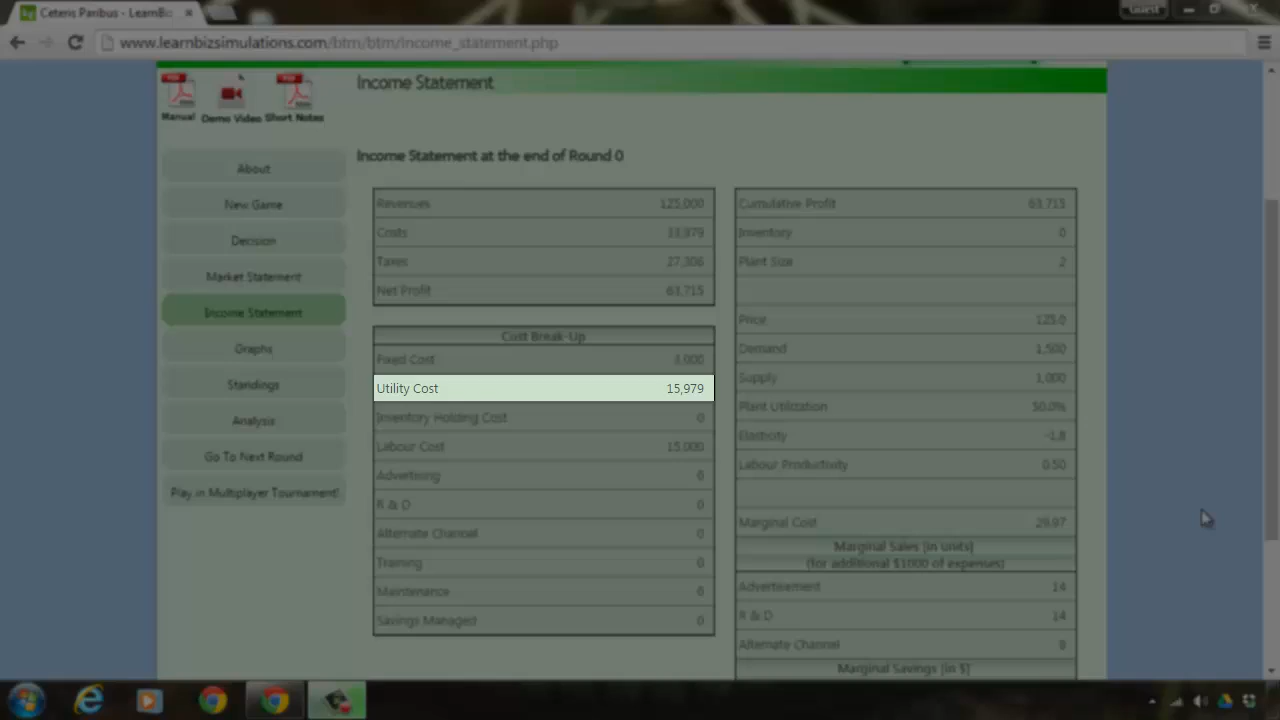 Ceteris Paribus - LearnBiz
Guest
www.learnbizsimulations.com/btm/btm/income_statement.php
Income Statement
Manual Demo Video Short Notes
Income Statement at the end of Round 0
About
New Game
Decision
Market Statement
Income Statement
Graphs
Standings
Analysis
Go To Next Round
Play in Multiplayer Tournament!
Revenues 125,000
Costs 33,979
Taxes 27,306
Net Profit 63,715
Cost Break-Up
Fixed Cost 3,000
Utility Cost 15,979
Inventory Holding Cost 0
Labour Cost 15,000
Advertising 0
R & D 0
Alternate Channel 0
Training 0
Maintenance 0
Savings Managed 0
Cumulative Profit 63,715
Inventory 0
Plant Size 2
Price 125.0
Demand 1,500
Supply 1,000
Plant Utilization 50.0%
Elasticity -1.8
Labour Productivity 0.50
Marginal Cost 29.97
Marginal Sales [in units]
(for additional $1000 of expenses)
Advertisement 14
R & D 14
Alternate Channel 8
Marginal Savings [in $]